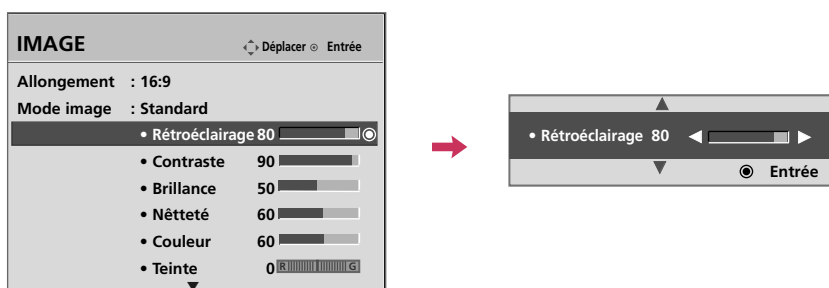 IMAGE
Déplacer Entrée
Allongement : 16:9
Mode image : Standard
• Rétroéclairage 80
• Contraste 90
• Brillance 50
• Nêtteté 60
• Couleur 60
• Teinte 0 R G
• Rétroéclairage 80
Entrée